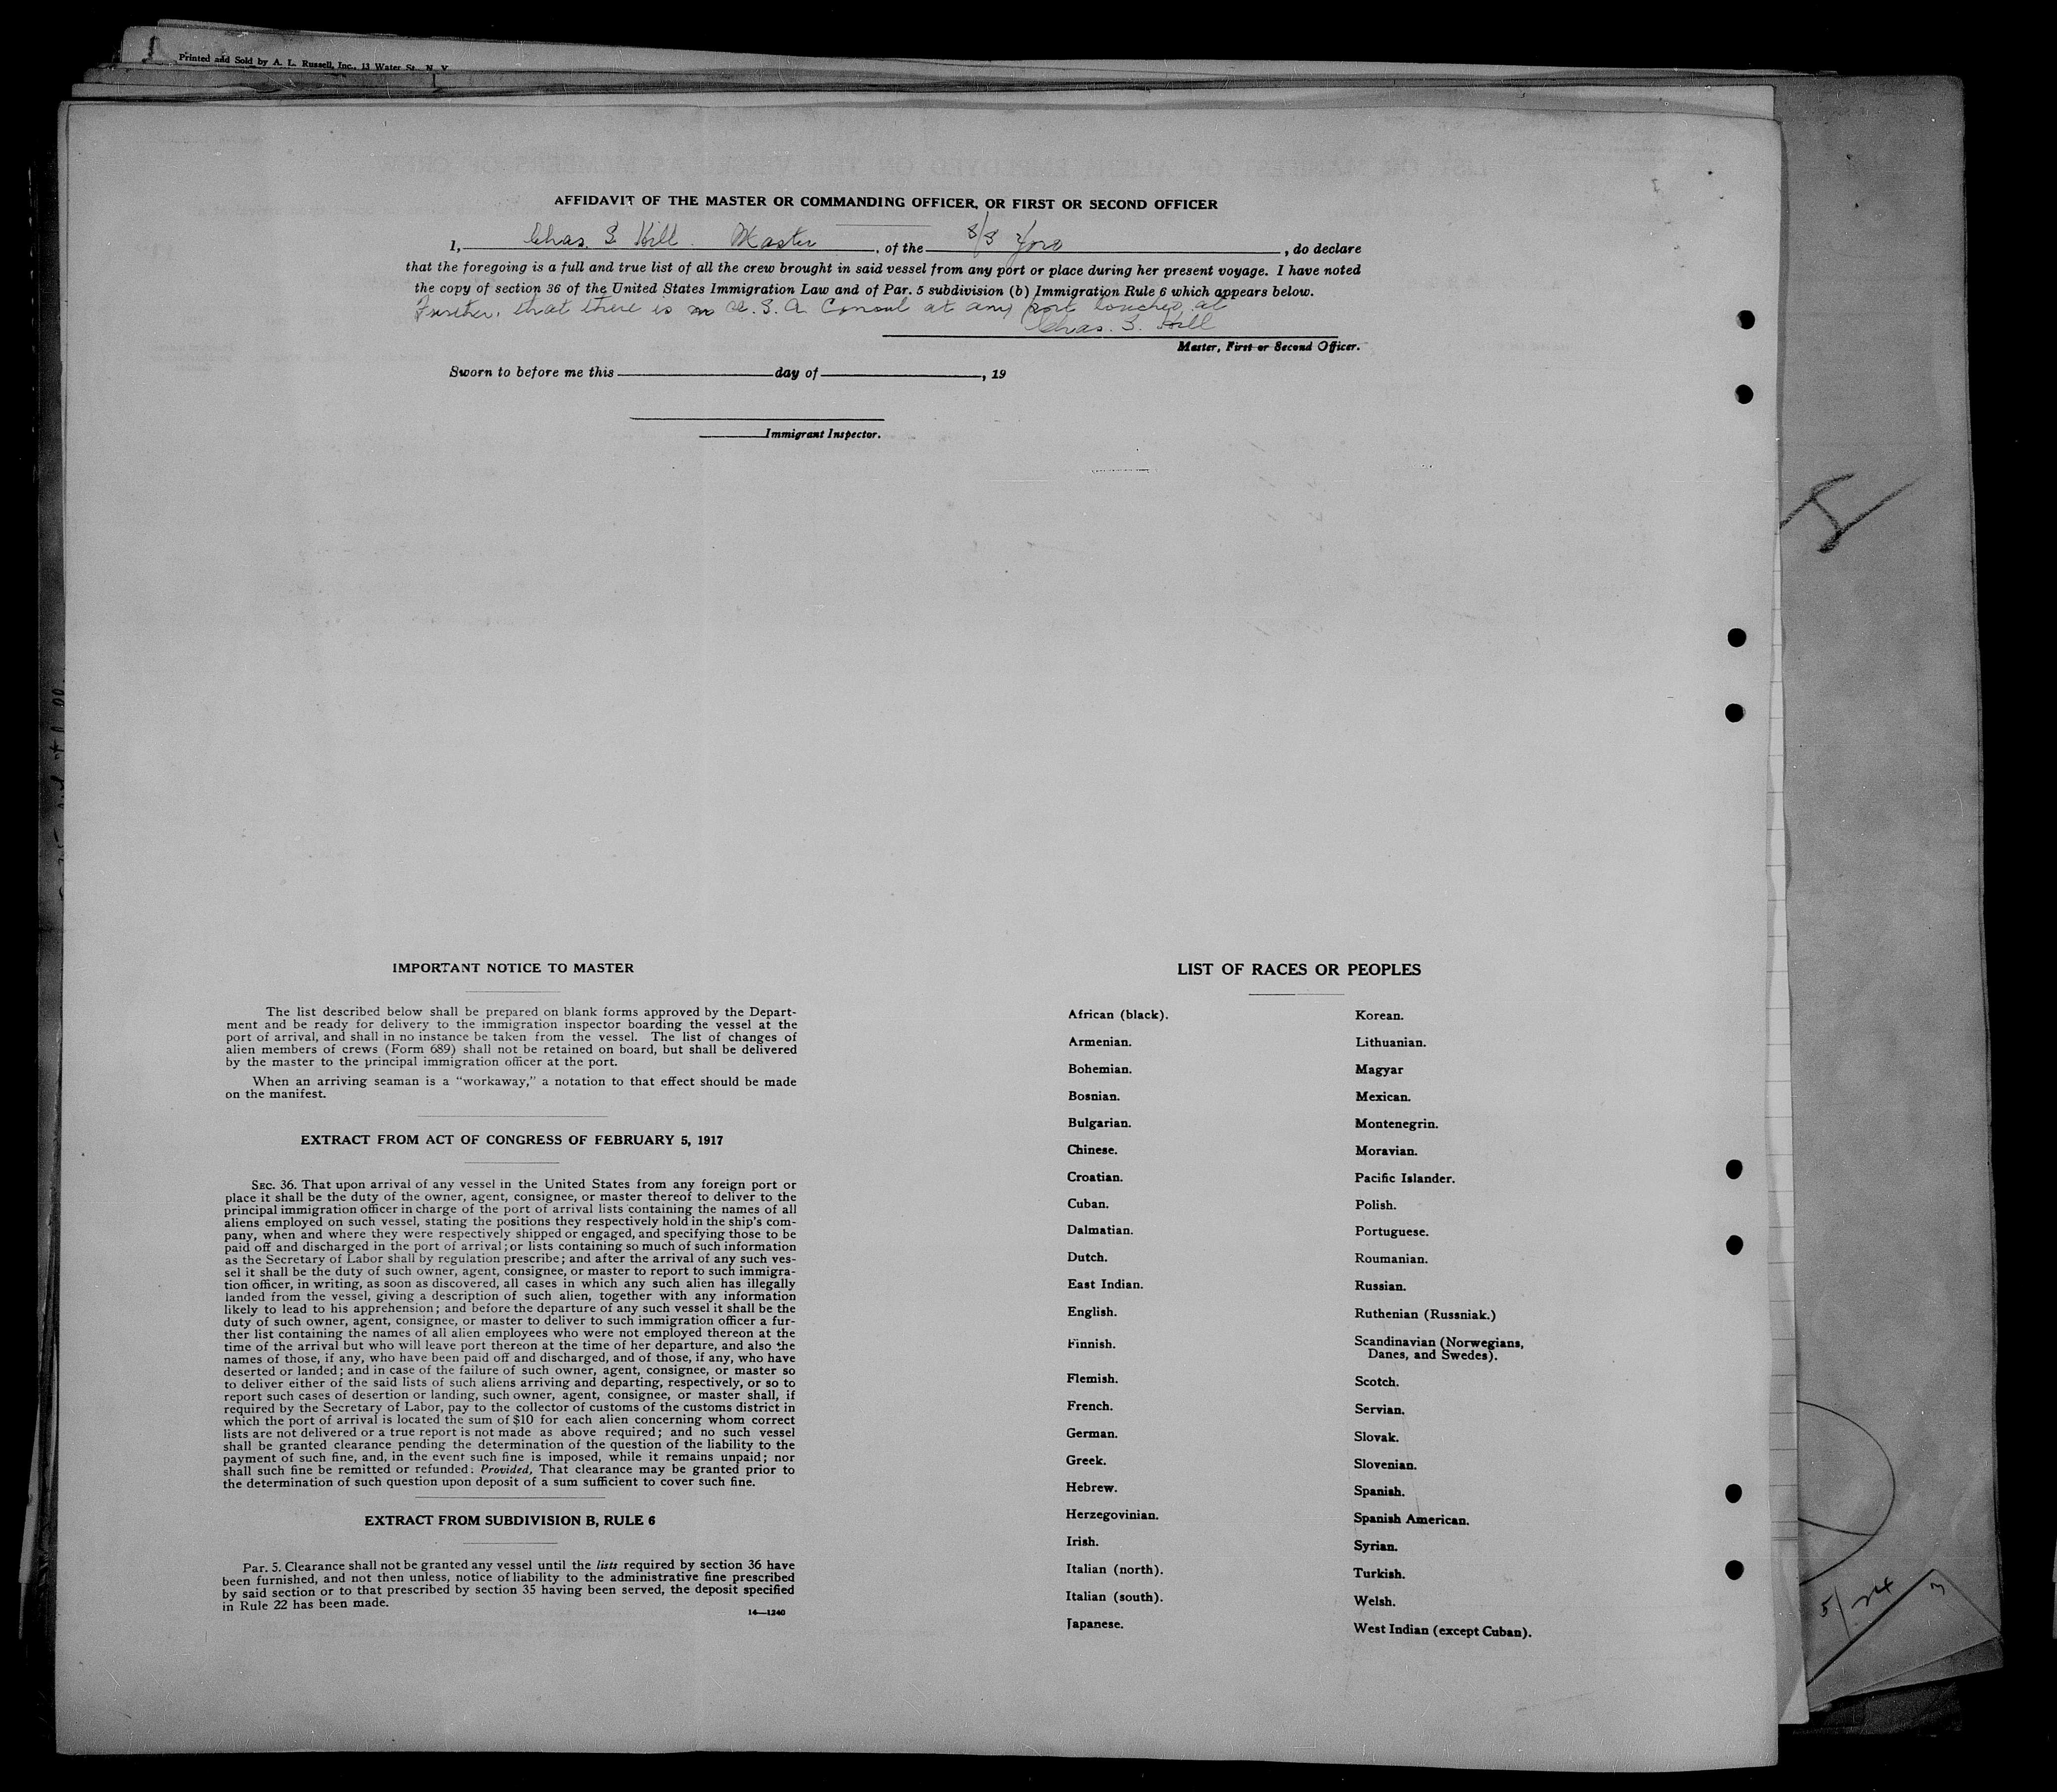 Printed and Sold by A. L. Russell, Inc., 13 Water St., N. Y.
AFFIDAVIT OF THE MASTER OR COMMANDING OFFICER, OR FIRST OR SECOND OFFICER
I, Chas. S. Hill. Master, of the S/S Yoro, do declare
that the foregoing is a full and true list of all the crew brought in said vessel from any port or place during her present voyage. I have noted
the copy of section 36 of the United States Immigration Law and of Par. 5 subdivision (b) Immigration Rule 6 which appears below.
Further, that there is no U. S. A. Consul at any port touched at
Chas. S. Hill
Master, First or Second Officer.
Sworn to before me this day of , 19
Immigrant Inspector.
IMPORTANT NOTICE TO MASTER
The list described below shall be prepared on blank forms approved by the Depart-
ment and be ready for delivery to the immigration inspector boarding the vessel at the
port of arrival, and shall in no instance be taken from the vessel. The list of changes of
alien members of crews (Form 689) shall not be retained on board, but shall be delivered
by the master to the principal immigration officer at the port.
When an arriving seaman is a "workaway," a notation to that effect should be made
on the manifest.
EXTRACT FROM ACT OF CONGRESS OF FEBRUARY 5, 1917
SEC. 36. That upon arrival of any vessel in the United States from any foreign port or
place it shall be the duty of the owner, agent, consignee, or master thereof to deliver to the
principal immigration officer in charge of the port of arrival lists containing the names of all
aliens employed on such vessel, stating the positions they respectively hold in the ship's com-
pany, when and where they were respectively shipped or engaged, and specifying those to be
paid off and discharged in the port of arrival; or lists containing so much of such information
as the Secretary of Labor shall by regulation prescribe; and after the arrival of any such ves-
sel it shall be the duty of such owner, agent, consignee, or master to report to such immigra-
tion officer, in writing, as soon as discovered, all cases in which any such alien has illegally
landed from the vessel, giving a description of such alien, together with any information
likely to lead to his apprehension; and before the departure of any such vessel it shall be the
duty of such owner, agent, consignee, or master to deliver to such immigration officer a fur-
ther list containing the names of all alien employees who were not employed thereon at the
time of the arrival but who will leave port thereon at the time of her departure, and also the
names of those, if any, who have been paid off and discharged, and of those, if any, who have
deserted or landed; and in case of the failure of such owner, agent, consignee, or master so
to deliver either of the said lists of such aliens arriving and departing, respectively, or so to
report such cases of desertion or landing, such owner, agent, consignee, or master shall, if
required by the Secretary of Labor, pay to the collector of customs of the customs district in
which the port of arrival is located the sum of $10 for each alien concerning whom correct
lists are not delivered or a true report is not made as above required; and no such vessel
shall be granted clearance pending the determination of the question of the liability to the
payment of such fine, and, in the event such fine is imposed, while it remains unpaid; nor
shall such fine be remitted or refunded: Provided, That clearance may be granted prior to
the determination of such question upon deposit of a sum sufficient to cover such fine.
EXTRACT FROM SUBDIVISION B, RULE 6
Par. 5. Clearance shall not be granted any vessel until the lists required by section 36 have
been furnished, and not then unless, notice of liability to the administrative fine prescribed
by said section or to that prescribed by section 35 having been served, the deposit specified
in Rule 22 has been made.
14—1240
LIST OF RACES OR PEOPLES
African (black).
Armenian.
Bohemian.
Bosnian.
Bulgarian.
Chinese.
Croatian.
Cuban.
Dalmatian.
Dutch.
East Indian.
English.
Finnish.
Flemish.
French.
German.
Greek.
Hebrew.
Herzegovinian.
Irish.
Italian (north).
Italian (south).
Japanese.
Korean.
Lithuanian.
Magyar
Mexican.
Montenegrin.
Moravian.
Pacific Islander.
Polish.
Portuguese.
Roumanian.
Russian.
Ruthenian (Russniak.)
Scandinavian (Norwegians,
Danes, and Swedes).
Scotch.
Servian.
Slovak.
Slovenian.
Spanish.
Spanish American.
Syrian.
Turkish.
Welsh.
West Indian (except Cuban).
5/24